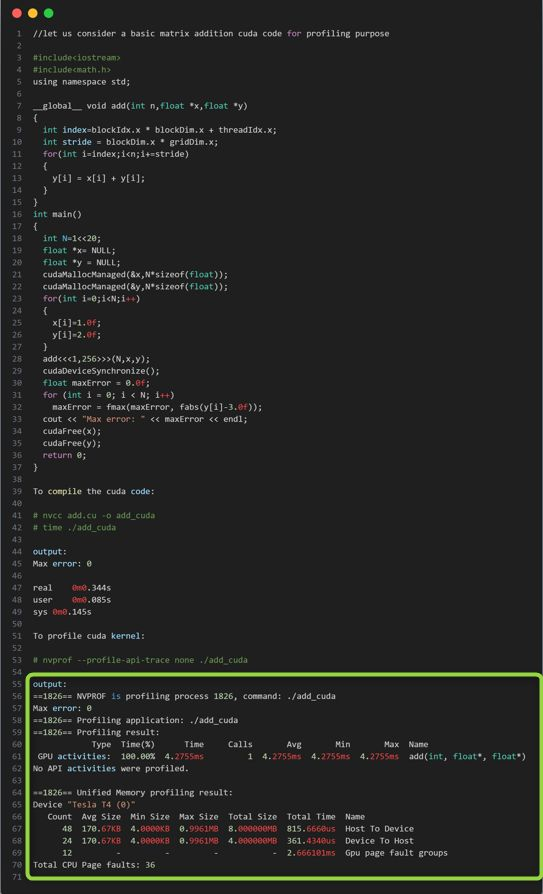 1 //let us consider a basic matrix addition cuda code for profiling purpose
2
3 #include<iostream>
4 #include<math.h>
5 using namespace std;
6
7 __global__ void add(int n,float *x,float *y)
8 {
9   int index=blockIdx.x * blockDim.x + threadIdx.x;
10   int stride = blockDim.x * gridDim.x;
11   for(int i=index;i<n;i+=stride)
12   {
13     y[i] = x[i] + y[i];
14   }
15 }
16 int main()
17 {
18   int N=1<<20;
19   float *x= NULL;
20   float *y = NULL;
21   cudaMallocManaged(&x,N*sizeof(float));
22   cudaMallocManaged(&y,N*sizeof(float));
23   for(int i=0;i<N;i++)
24   {
25     x[i]=1.0f;
26     y[i]=2.0f;
27   }
28   add<<<1,256>>>(N,x,y);
29   cudaDeviceSynchronize();
30   float maxError = 0.0f;
31   for (int i = 0; i < N; i++)
32     maxError = fmax(maxError, fabs(y[i]-3.0f));
33   cout << "Max error: " << maxError << endl;
34   cudaFree(x);
35   cudaFree(y);
36   return 0;
37 }
38
39 To compile the cuda code:
40
41 # nvcc add.cu -o add_cuda
42 # time ./add_cuda
43
44 output:
45 Max error: 0
46
47 real    0m0.344s
48 user    0m0.085s
49 sys 0m0.145s
50
51 To profile cuda kernel:
52
53 # nvprof --profile-api-trace none ./add_cuda
54
55 output:
56 ==1826== NVPROF is profiling process 1826, command: ./add_cuda
57 Max error: 0
58 ==1826== Profiling application: ./add_cuda
59 ==1826== Profiling result:
60             Type  Time(%)      Time     Calls       Avg       Min       Max  Name
61  GPU activities:  100.00%  4.2755ms         1  4.2755ms  4.2755ms  4.2755ms  add(int, float*, float*)
62 No API activities were profiled.
63
64 ==1826== Unified Memory profiling result:
65 Device "Tesla T4 (0)"
66    Count  Avg Size  Min Size  Max Size  Total Size  Total Time  Name
67       48  170.67KB  4.0000KB  0.9961MB  8.000000MB  815.6660us  Host To Device
68       24  170.67KB  4.0000KB  0.9961MB  4.000000MB  361.4340us  Device To Host
69       12         -         -         -           -  2.666101ms  Gpu page fault groups
70 Total CPU Page faults: 36
71